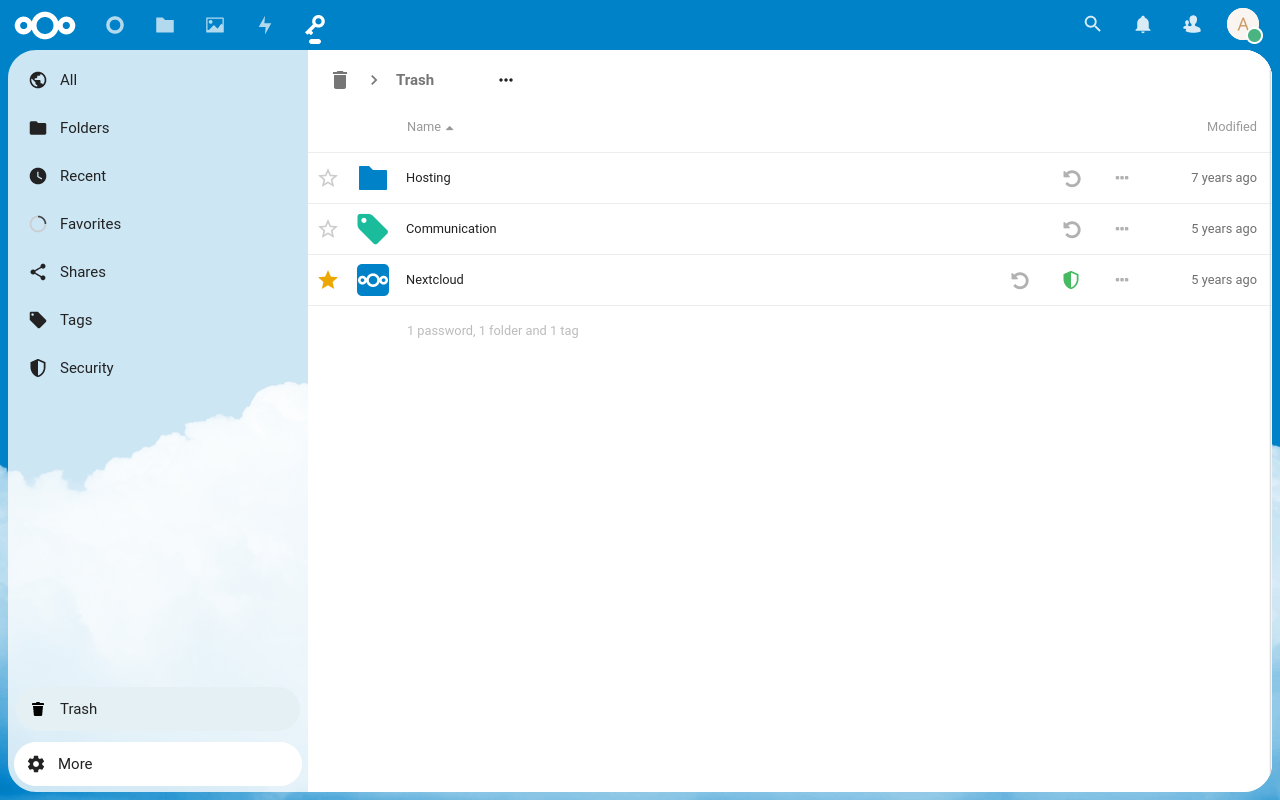 A
All
Folders
Recent
Favorites
Shares
Tags
Security
Trash
More
Trash
Name
Modified
Hosting
7 years ago
Communication
5 years ago
Nextcloud
5 years ago
1 password, 1 folder and 1 tag